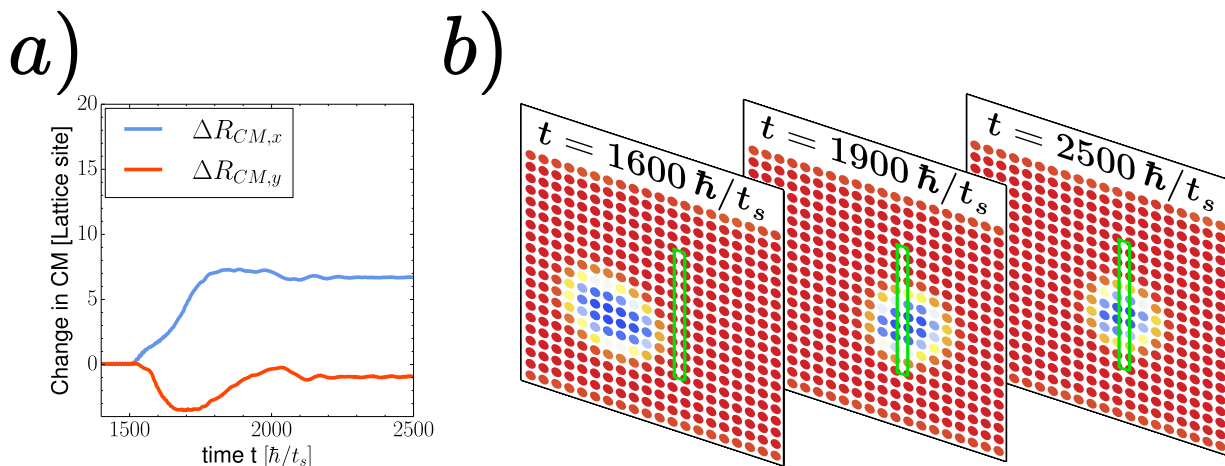 a)
b)
20
15
10
5
0
1500
2000
2500
Change in CM [Lattice site]
time t [ħ/t_s]
ΔR_{CM,x}
ΔR_{CM,y}
t = 1600 ħ/t_s
t = 1900 ħ/t_s
t = 2500 ħ/t_s